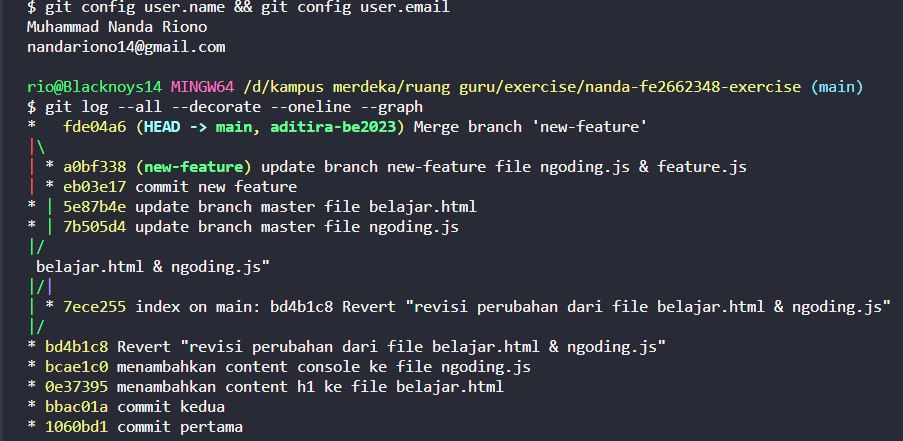 $ git config user.name && git config user.email
Muhammad Nanda Riono
nandariono14@gmail.com
rio@Blacknoys14 MINGW64 /d/kampus merdeka/ruang guru/exercise/nanda-fe2662348-exercise (main)
$ git log --all --decorate --oneline --graph
*   fde04a6 (HEAD -> main, aditira-be2023) Merge branch 'new-feature'
|\
| * a0bf338 (new-feature) update branch new-feature file ngoding.js & feature.js
| * eb03e17 commit new feature
* | 5e87b4e update branch master file belajar.html
* | 7b505d4 update branch master file ngoding.js
|/
 belajar.html & ngoding.js"
|/|
| * 7ece255 index on main: bd4b1c8 Revert "revisi perubahan dari file belajar.html & ngoding.js"
|/
* bd4b1c8 Revert "revisi perubahan dari file belajar.html & ngoding.js"
* bcae1c0 menambahkan content console ke file ngoding.js
* 0e37395 menambahkan content h1 ke file belajar.html
* bbac01a commit kedua
* 1060bd1 commit pertama